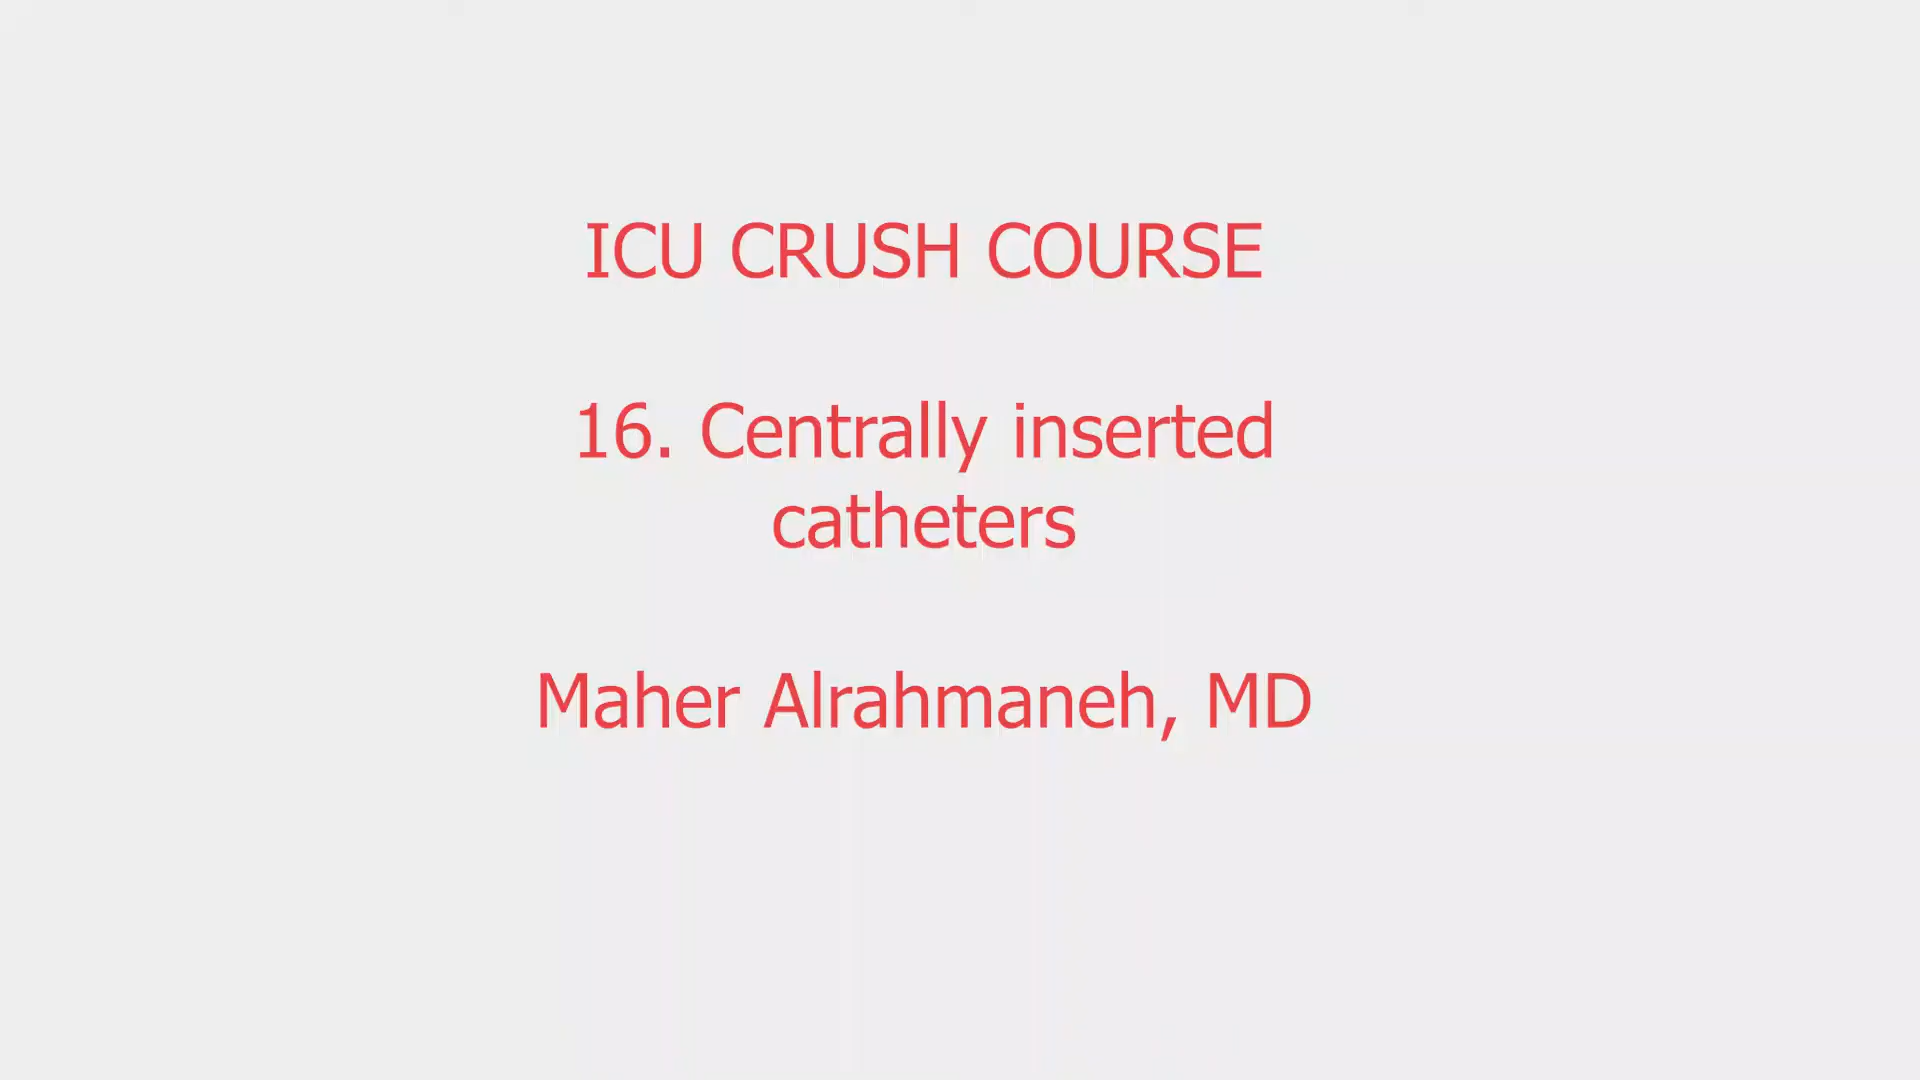 ICU CRUSH COURSE
16. Centrally inserted
catheters
Maher Alrahmaneh, MD